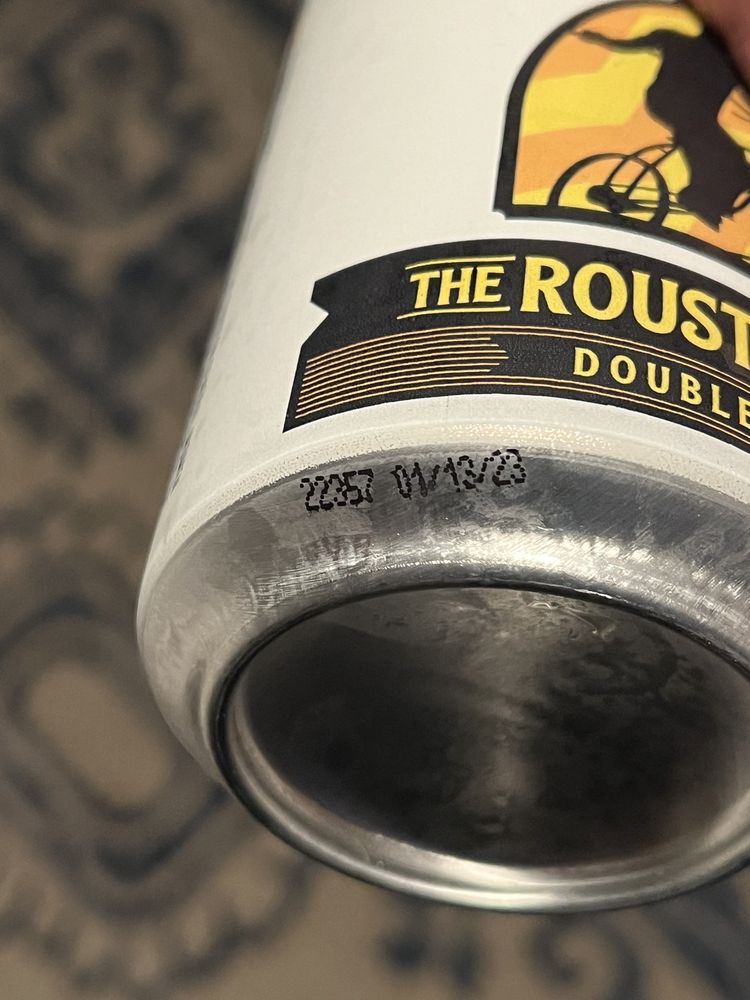 THE ROUST
DOUBLE
22357 01/13/23